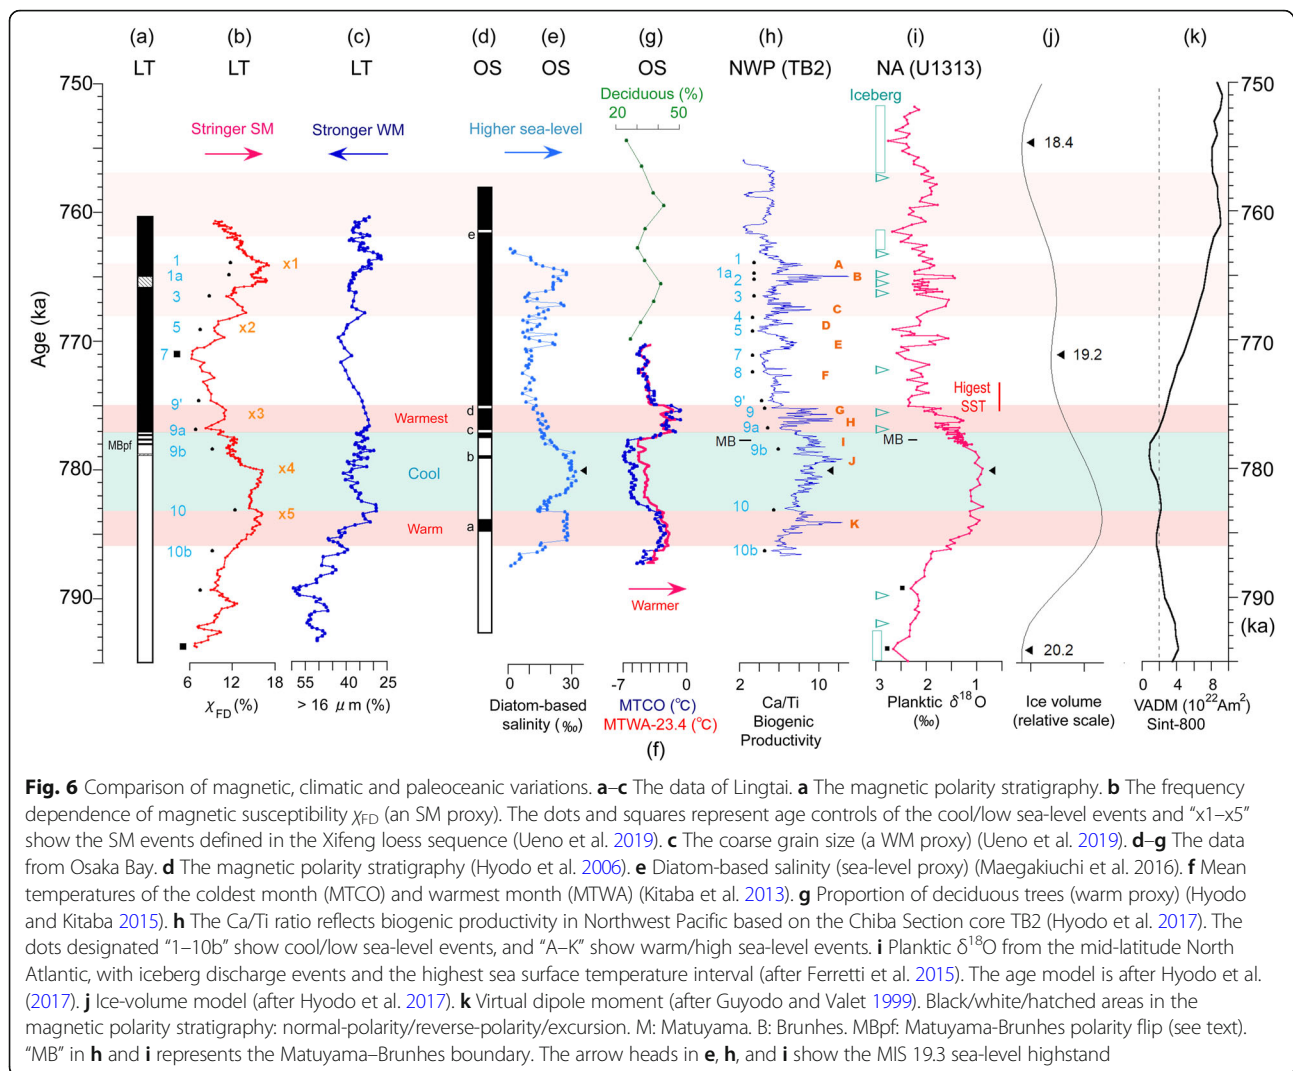 (a) (b) (c) (d) (e) (g) (h) (i) (j) (k)
LT LT LT OS OS OS NWP (TB2) NA (U1313)
Deciduous (%)
20 50
Iceberg
Stringer SM
Stronger WM
Higher sea-level
Age (ka)
750
760
770
780
790
1
1a
3
5
7
9'
9a
9b
10
10b
MBpf
x1
x2
x3
x4
x5
Warmest
Cool
Warm
e
d
c
b
a
Warmer
1
1a
2
3
4
5
7
8
9'
9
9a
MB
9b
10
10b
A
B
C
D
E
F
G
H
I
J
K
Higest
SST
MB
18.4
19.2
20.2
750
760
770
780
790
(ka)
6 12 18
χFD (%)
55 40 25
> 16 μm (%)
0 30
Diatom-based
salinity (‰)
-7 0
MTCO (°C)
MTWA-23.4 (°C)
(f)
2 10
Ca/Ti
Biogenic
Productivity
3 2 1
Planktic δ18O
(‰)
Ice volume
(relative scale)
0 4 8
VADM (10²²Am²)
Sint-800
Fig. 6 Comparison of magnetic, climatic and paleoceanic variations. a–c The data of Lingtai. a The magnetic polarity stratigraphy. b The frequency
dependence of magnetic susceptibility χFD (an SM proxy). The dots and squares represent age controls of the cool/low sea-level events and "x1–x5"
show the SM events defined in the Xifeng loess sequence (Ueno et al. 2019). c The coarse grain size (a WM proxy) (Ueno et al. 2019). d–g The data
from Osaka Bay. d The magnetic polarity stratigraphy (Hyodo et al. 2006). e Diatom-based salinity (sea-level proxy) (Maegakiuchi et al. 2016). f Mean
temperatures of the coldest month (MTCO) and warmest month (MTWA) (Kitaba et al. 2013). g Proportion of deciduous trees (warm proxy) (Hyodo
and Kitaba 2015). h The Ca/Ti ratio reflects biogenic productivity in Northwest Pacific based on the Chiba Section core TB2 (Hyodo et al. 2017). The
dots designated "1–10b" show cool/low sea-level events, and "A–K" show warm/high sea-level events. i Planktic δ18O from the mid-latitude North
Atlantic, with iceberg discharge events and the highest sea surface temperature interval (after Ferretti et al. 2015). The age model is after Hyodo et al.
(2017). j Ice-volume model (after Hyodo et al. 2017). k Virtual dipole moment (after Guyodo and Valet 1999). Black/white/hatched areas in the
magnetic polarity stratigraphy: normal-polarity/reverse-polarity/excursion. M: Matuyama. B: Brunhes. MBpf: Matuyama-Brunhes polarity flip (see text).
"MB" in h and i represents the Matuyama–Brunhes boundary. The arrow heads in e, h, and i show the MIS 19.3 sea-level highstand